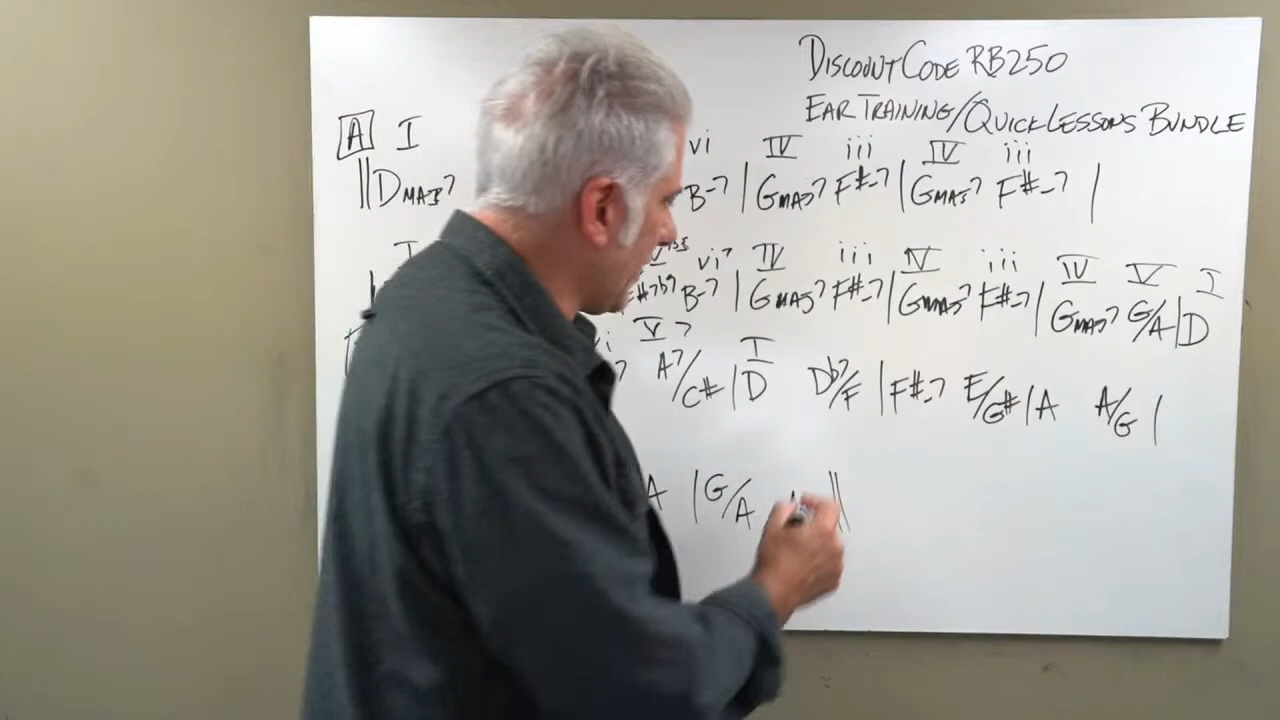 DISCOUNT CODE RB250
EAR TRAINING/QUICK LESSONS BUNDLE
A I vi IV iii IV iii
||DMAJ7 B-7 | GMAJ7 F#-7 | GMAJ7 F#-7 |
I vi7 IV iii IV iii IV V I
#7b9 B-7 | GMAJ7 F#-7 | GMAJ7 F#-7 | GMAJ7 G/A | D
V7 I
A7/C# | D Db7/F | F#-7 E/G# | A A/G |
A | G/A ||